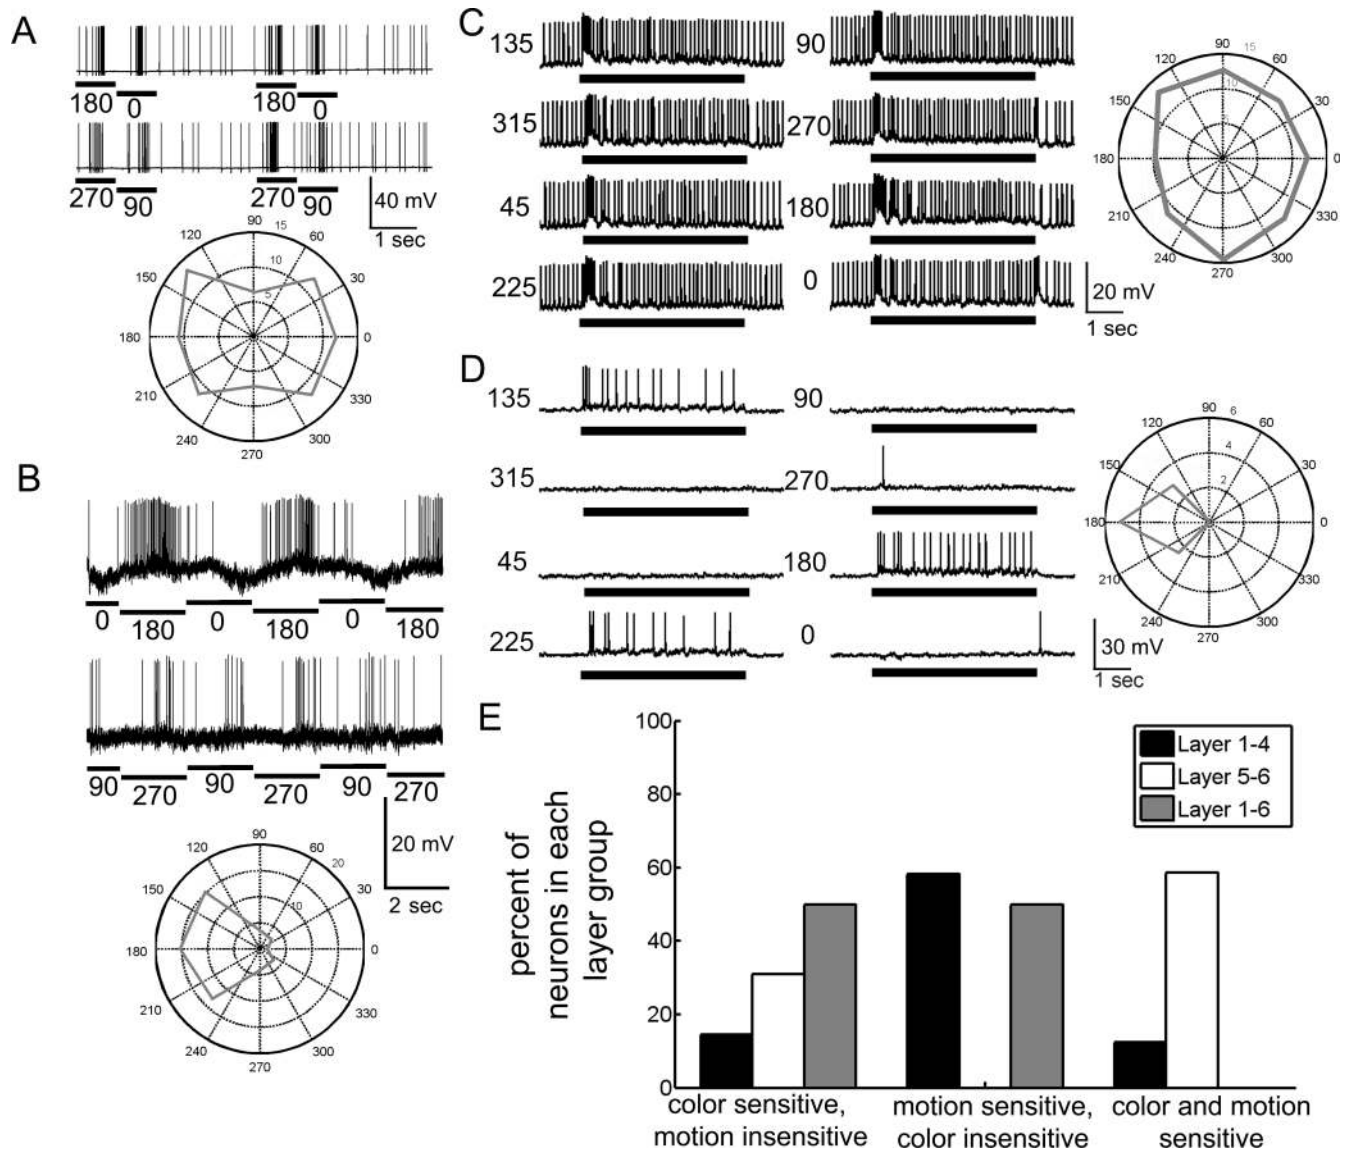 A
180 0 180 0
270 90 270 90
40 mV
1 sec
90 15
120 60
10
150 30
5
180 0
210 330
240 300
270
B
0 180 0 180 0 180
90 270 90 270 90 270
20 mV
2 sec
90
120 60
20
150 30
10
180 0
210 330
240 300
270
C
135 90
315 270
45 180
225 0
20 mV
1 sec
90 15
120 60
10
150 30
180 0
210 330
240 300
270
D
135 90
315 270
45 180
225 0
30 mV
1 sec
90 6
120 60
4
150 30
2
180 0
210 330
240 300
270
E
percent of
neurons in each
layer group
100
80
60
40
20
0
Layer 1-4
Layer 5-6
Layer 1-6
color sensitive,
motion insensitive
motion sensitive,
color insensitive
color and motion
sensitive